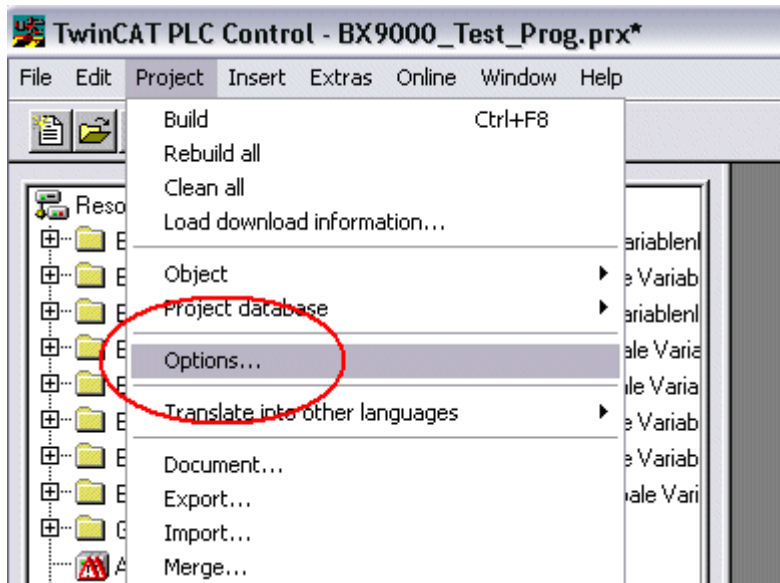 TwinCAT PLC Control - BX9000_Test_Prog.prx*
File Edit Project Insert Extras Online Window Help
Build Ctrl+F8
Rebuild all
Clean all
Load download information...
Object
Project database
Options...
Translate into other languages
Document...
Export...
Import...
Merge...